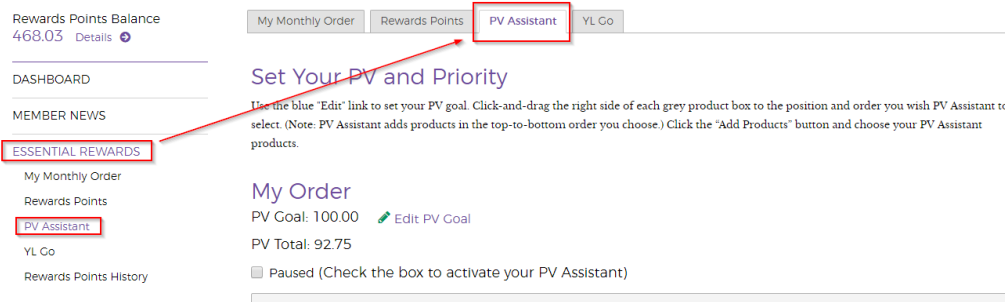 Rewards Points Balance
468.03 Details
DASHBOARD
MEMBER NEWS
ESSENTIAL REWARDS
My Monthly Order
Rewards Points
PV Assistant
YL Go
Rewards Points History
My Monthly Order Rewards Points PV Assistant YL Go
Set Your PV and Priority
Use the blue "Edit" link to set your PV goal. Click-and-drag the right side of each grey product box to the position and order you wish PV Assistant to
select. (Note: PV Assistant adds products in the top-to-bottom order you choose.) Click the "Add Products" button and choose your PV Assistant
products.
My Order
PV Goal: 100.00 Edit PV Goal
PV Total: 92.75
Paused (Check the box to activate your PV Assistant)